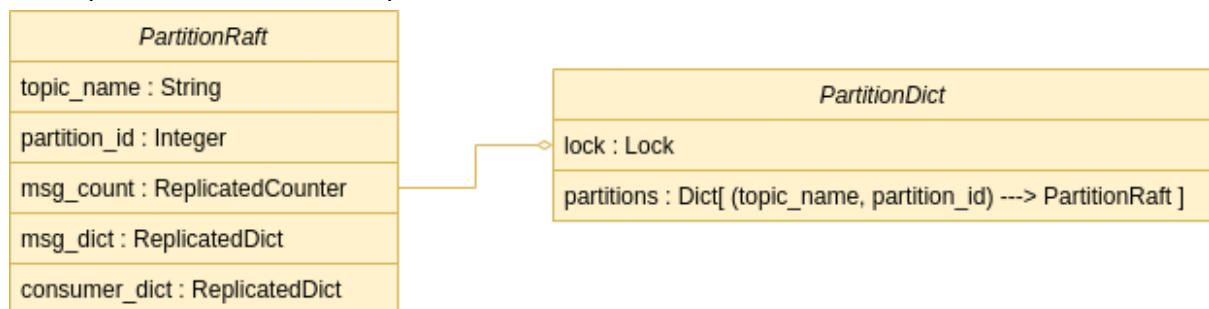 PartitionRaft
topic_name : String
partition_id : Integer
msg_count : ReplicatedCounter
msg_dict : ReplicatedDict
consumer_dict : ReplicatedDict
PartitionDict
lock : Lock
partitions : Dict[ (topic_name, partition_id) ---> PartitionRaft ]